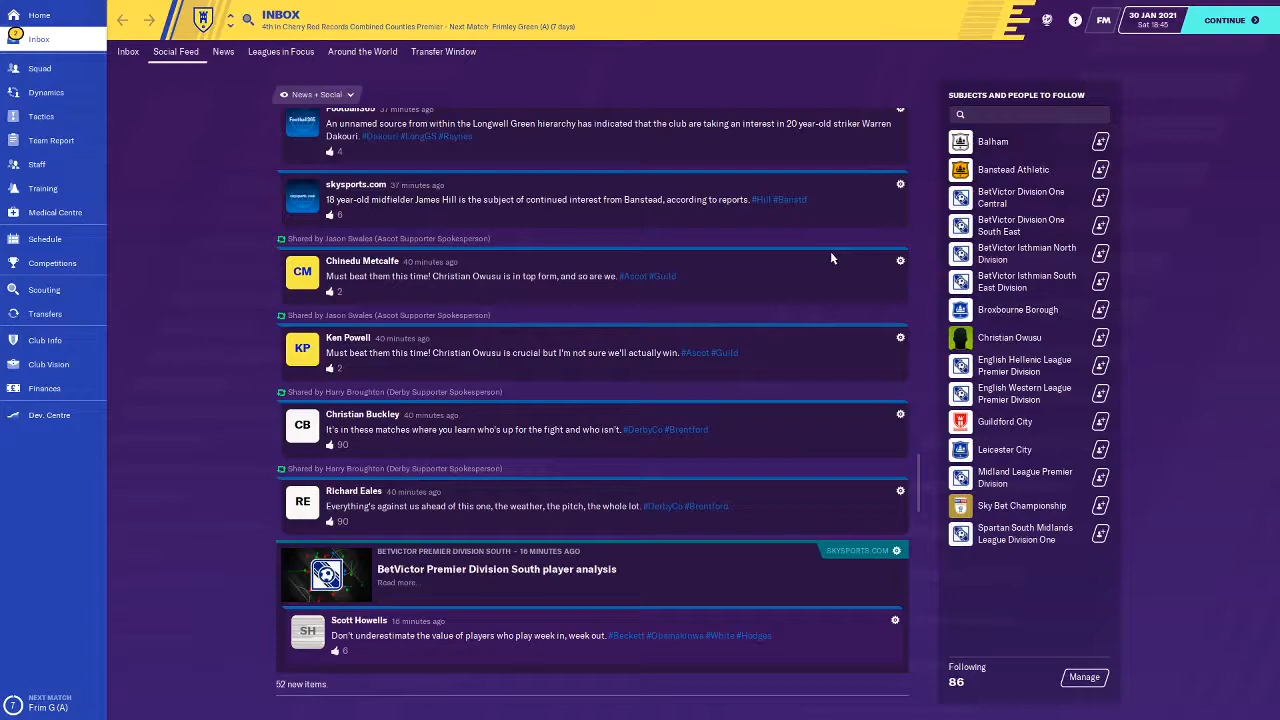 Home
2
Inbox
Squad
Dynamics
Tactics
Team Report
Staff
Training
Medical Centre
Schedule
Competitions
Scouting
Transfers
Club Info
Club Vision
Finances
Dev. Centre
7
NEXT MATCH
Frim G (A)
INBOX
4th in Cherry Red Records Combined Counties Premier - Next Match: Frimley Green (A) (7 days)
?
FM
30 JAN 2021
Sat 18:45
CONTINUE
Inbox
Social Feed
News
Leagues in Focus
Around the World
Transfer Window
News + Social
Football365
Football365 37 minutes ago
An unnamed source from within the Longwell Green hierarchy has indicated that the club are taking an interest in 20 year-old striker Warren
Dakouri. #Dakouri #LongGS #Raynes
4
skysports.com
skysports.com 37 minutes ago
18 year-old midfielder James Hill is the subject of continued interest from Banstead, according to reports. #Hill #Banstd
6
Shared by Jason Swales (Ascot Supporter Spokesperson)
CM
Chinedu Metcalfe 40 minutes ago
Must beat them this time! Christian Owusu is in top form, and so are we. #Ascot #Guild
2
Shared by Jason Swales (Ascot Supporter Spokesperson)
KP
Ken Powell 40 minutes ago
Must beat them this time! Christian Owusu is crucial but I'm not sure we'll actually win. #Ascot #Guild
2
Shared by Harry Broughton (Derby Supporter Spokesperson)
CB
Christian Buckley 40 minutes ago
It's in these matches where you learn who's up for the fight and who isn't. #DerbyCo #Brentford
90
Shared by Harry Broughton (Derby Supporter Spokesperson)
RE
Richard Eales 40 minutes ago
Everything's against us ahead of this one, the weather, the pitch, the whole lot. #DerbyCo #Brentford
90
BETVICTOR PREMIER DIVISION SOUTH - 16 MINUTES AGO
SKYSPORTS.COM
BetVictor Premier Division South player analysis
Read more...
SH
Scott Howells 16 minutes ago
Don't underestimate the value of players who play week in, week out. #Beckett #Obamakinwa #White #Hodges
6
52 new items.
SUBJECTS AND PEOPLE TO FOLLOW
Balham
Banstead Athletic
BetVictor Division One
Central
BetVictor Division One
South East
BetVictor Isthmian North
Division
BetVictor Isthmian South
East Division
Broxbourne Borough
Christian Owusu
English Hellenic League
Premier Division
English Western League
Premier Division
Guildford City
Leicester City
Midland League Premier
Division
Sky Bet Championship
Spartan South Midlands
League Division One
Following
86
Manage